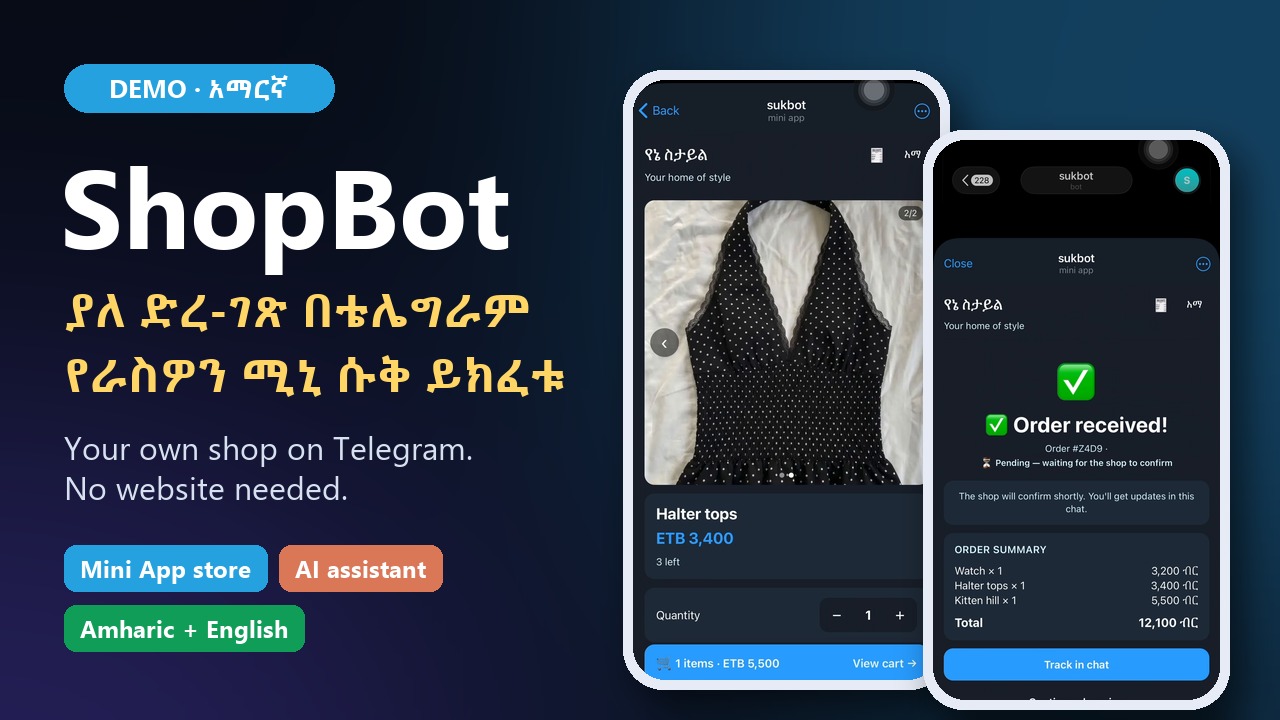 DEMO · አማርኛ
ShopBot
ያለ ድረ-ገጽ በቴሌግራም
የራስዎን ሚኒ ሱቅ ይክፈቱ
Your own shop on Telegram.
No website needed.
Mini App store
AI assistant
Amharic + English
Back
sukbot
mini app
የኔ ስታይል
አማ
Your home of style
2/2
Halter tops
ETB 3,400
3 left
Quantity
− 1 +
1 items · ETB 5,500
View cart →
228
sukbot
bot
S
Close
sukbot
mini app
የኔ ስታይል
አማ
Your home of style
Order received!
Order #Z4D9 ·
Pending — waiting for the shop to confirm
The shop will confirm shortly. You'll get updates in this
chat.
ORDER SUMMARY
Watch × 1 3,200 ብር
Halter tops × 1 3,400 ብር
Kitten hill × 1 5,500 ብር
Total 12,100 ብር
Track in chat